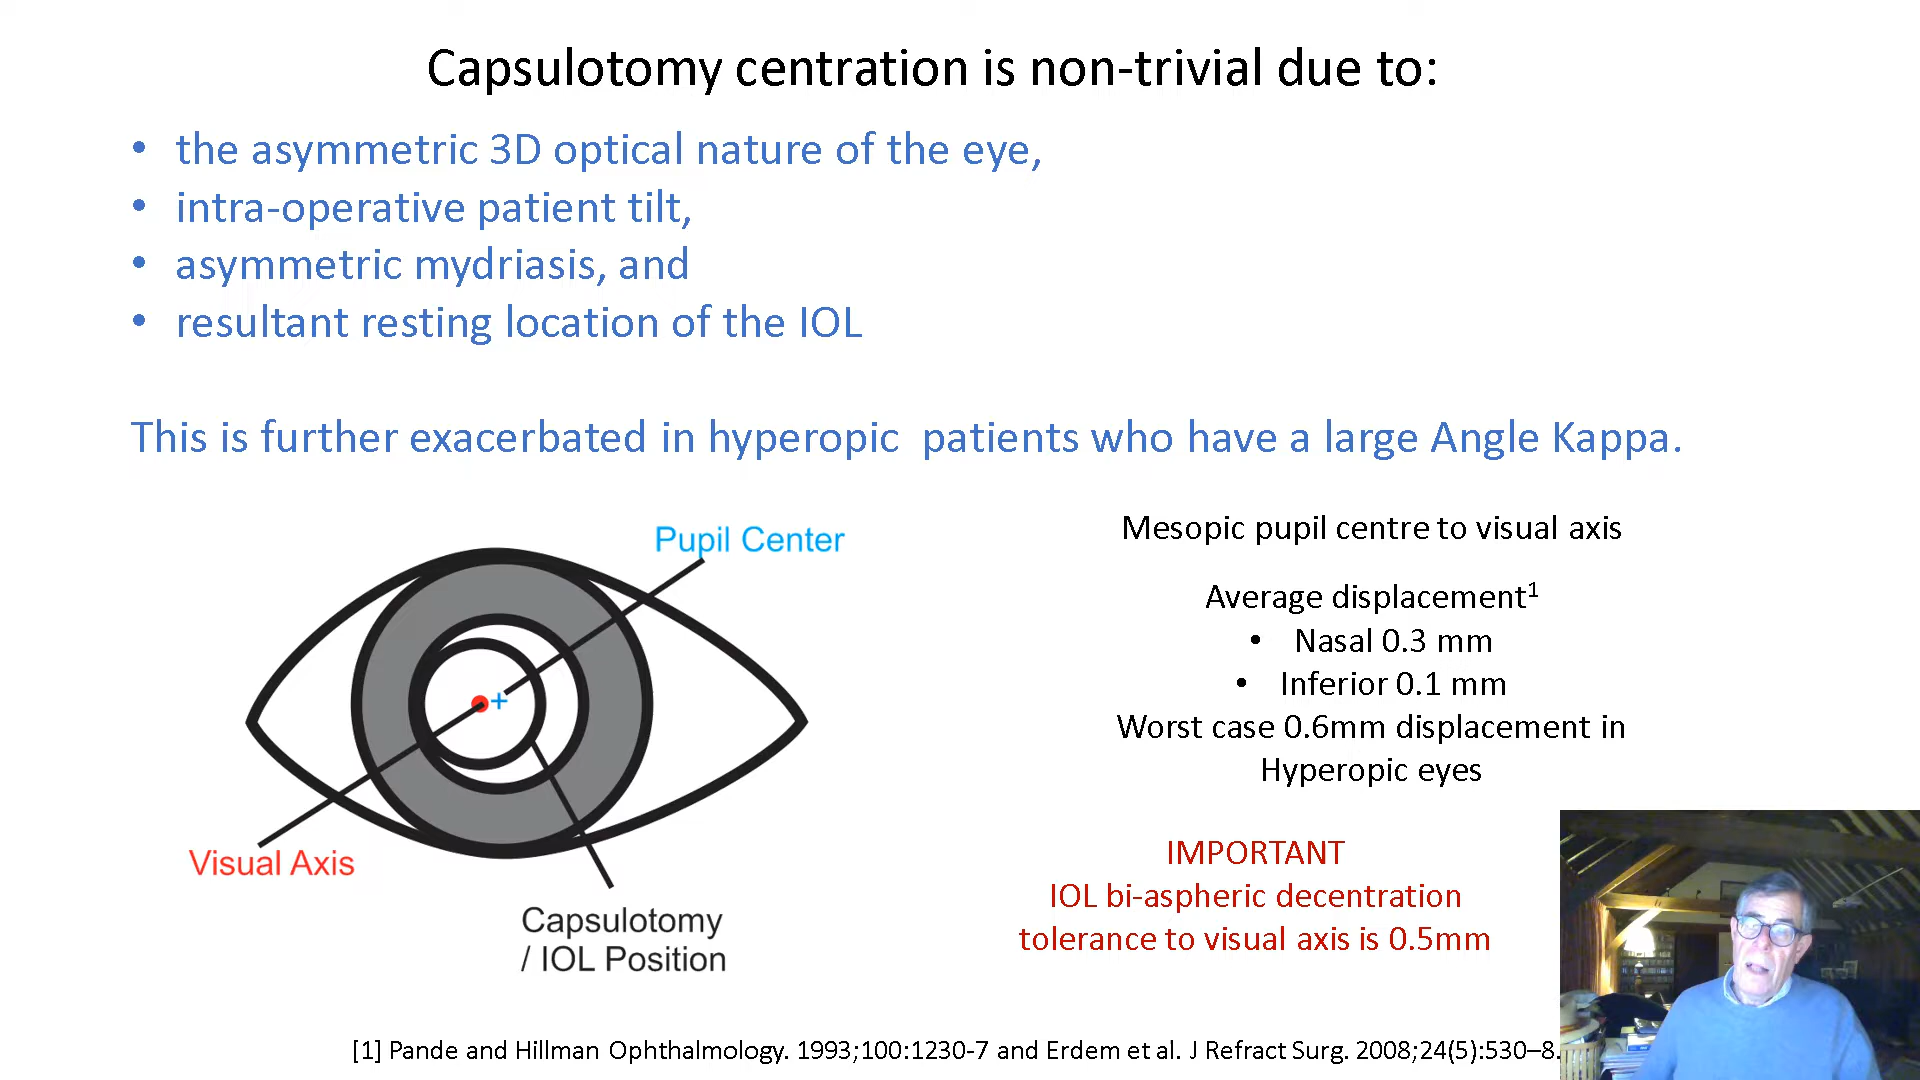 Capsulotomy centration is non-trivial due to:
• the asymmetric 3D optical nature of the eye,
• intra-operative patient tilt,
• asymmetric mydriasis, and
• resultant resting location of the IOL
This is further exacerbated in hyperopic  patients who have a large Angle Kappa.
Pupil Center
Visual Axis
Capsulotomy
/ IOL Position
Mesopic pupil centre to visual axis
Average displacement¹
• Nasal 0.3 mm
• Inferior 0.1 mm
Worst case 0.6mm displacement in
Hyperopic eyes
IMPORTANT
IOL bi-aspheric decentration
tolerance to visual axis is 0.5mm
[1] Pande and Hillman Ophthalmology. 1993;100:1230-7 and Erdem et al. J Refract Surg. 2008;24(5):530–8.